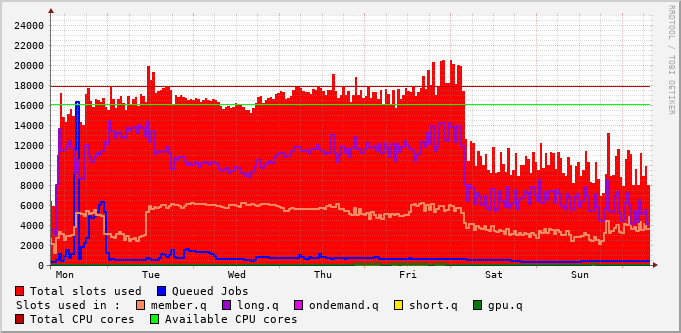 24000
22000
20000
18000
16000
14000
12000
10000
8000
6000
4000
2000
0
Mon Tue Wed Thu Fri Sat Sun
Total slots used Queued Jobs
Slots used in : member.q long.q ondemand.q short.q gpu.q
Total CPU cores Available CPU cores
RRDTOOL / TOBI OETIKER